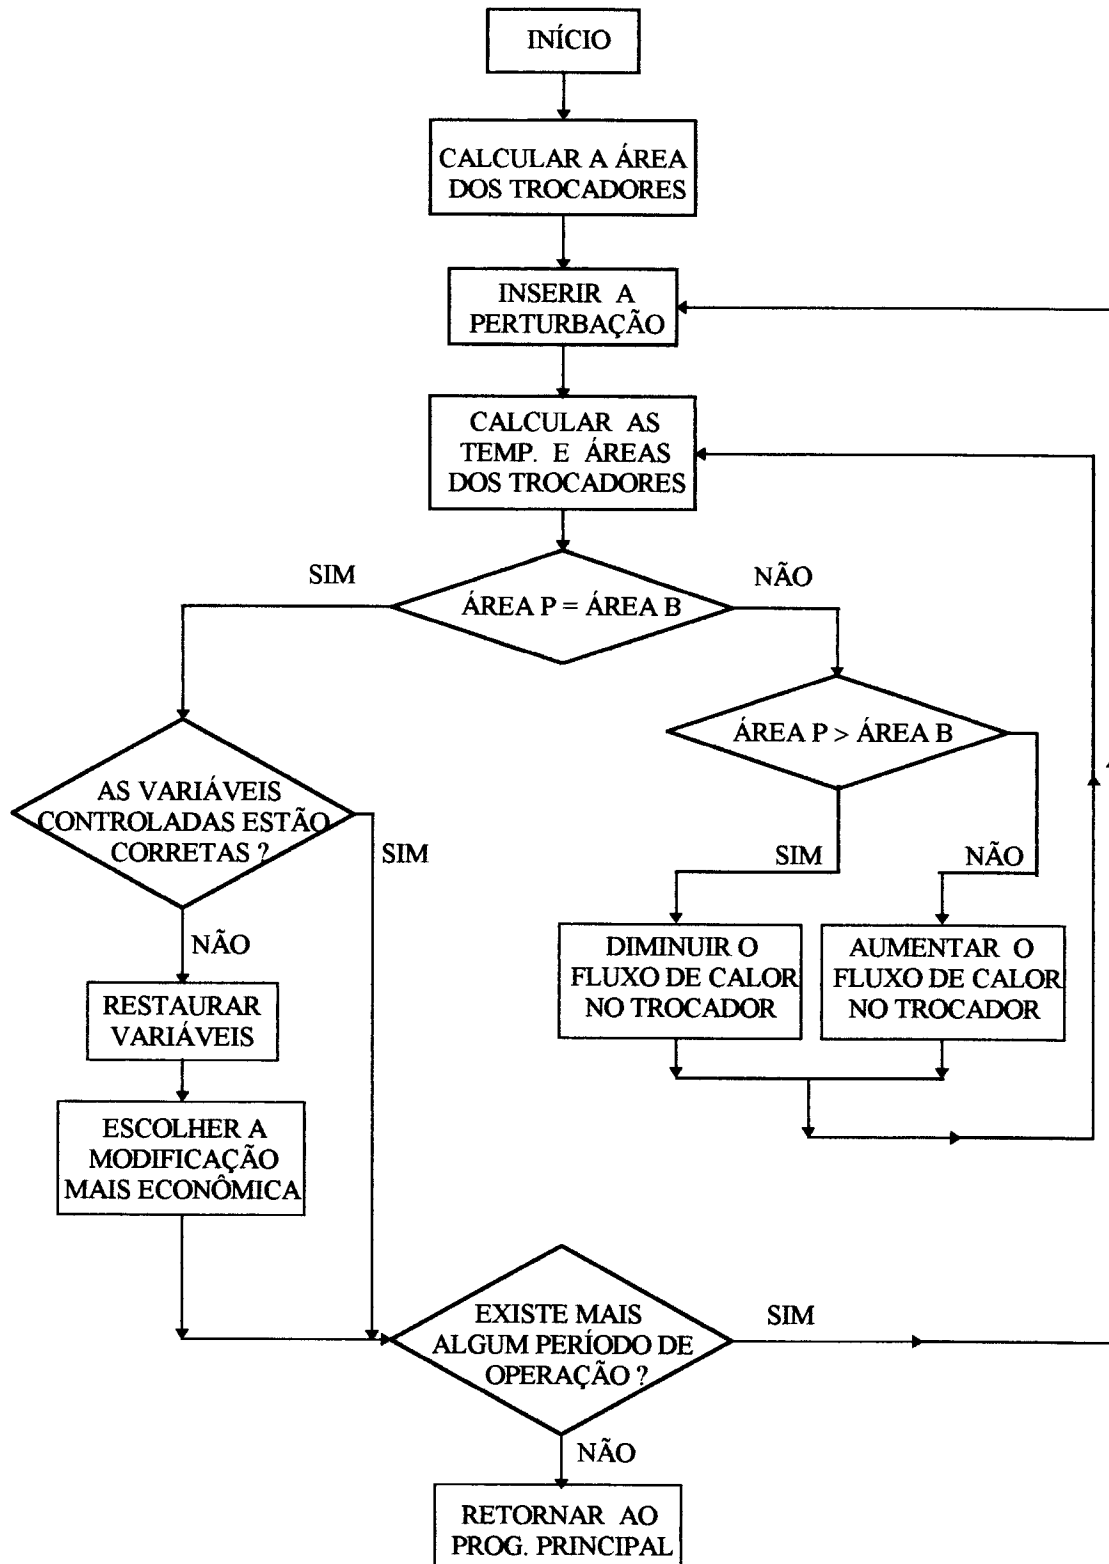 INÍCIO
CALCULAR A ÁREA
DOS TROCADORES
INSERIR A
PERTURBAÇÃO
CALCULAR AS
TEMP. E ÁREAS
DOS TROCADORES
SIM
NÃO
ÁREA P = ÁREA B
ÁREA P > ÁREA B
AS VARIÁVEIS
CONTROLADAS ESTÃO
CORRETAS ?
SIM
SIM
NÃO
NÃO
DIMINUIR O
FLUXO DE CALOR
NO TROCADOR
AUMENTAR O
FLUXO DE CALOR
NO TROCADOR
RESTAURAR
VARIÁVEIS
ESCOLHER A
MODIFICAÇÃO
MAIS ECONÔMICA
EXISTE MAIS
ALGUM PERÍODO DE
OPERAÇÃO ?
SIM
NÃO
RETORNAR AO
PROG. PRINCIPAL